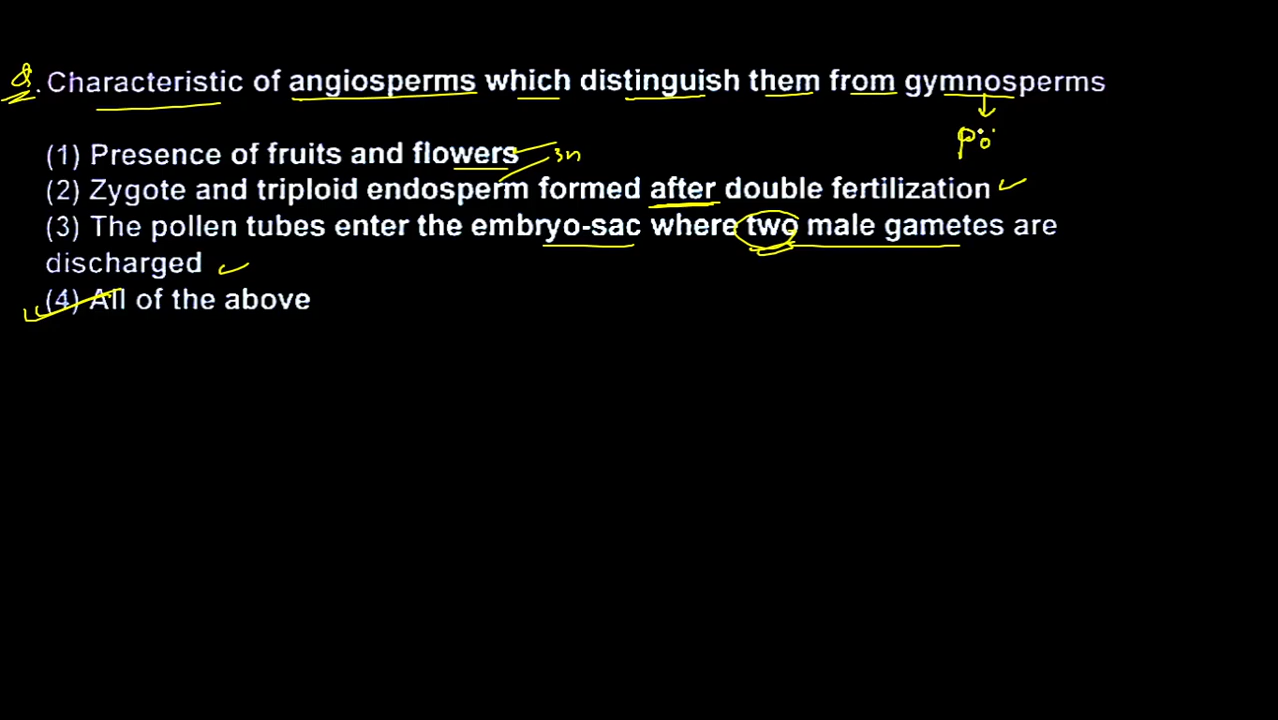 Q. Characteristic of angiosperms which distinguish them from gymnosperms
(1) Presence of fruits and flowers
3n
(2) Zygote and triploid endosperm formed after double fertilization
(3) The pollen tubes enter the embryo-sac where two male gametes are
discharged
(4) All of the above